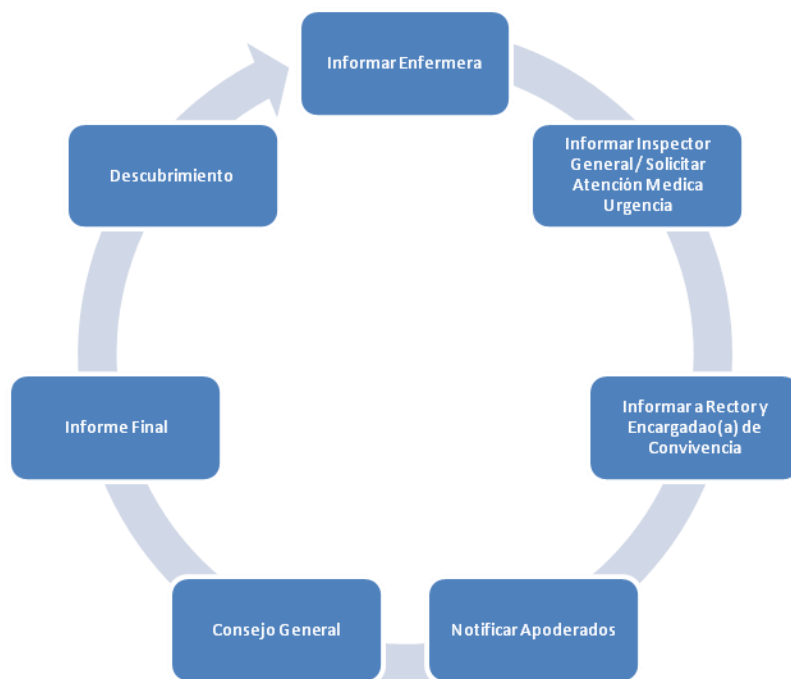 Informar Enfermera
Informar Inspector
General/ Solicitar
Atención Medica
Urgencia
Informar a Rector y
Encargadao(a) de
Convivencia
Notificar Apoderados
Consejo General
Informe Final
Descubrimiento